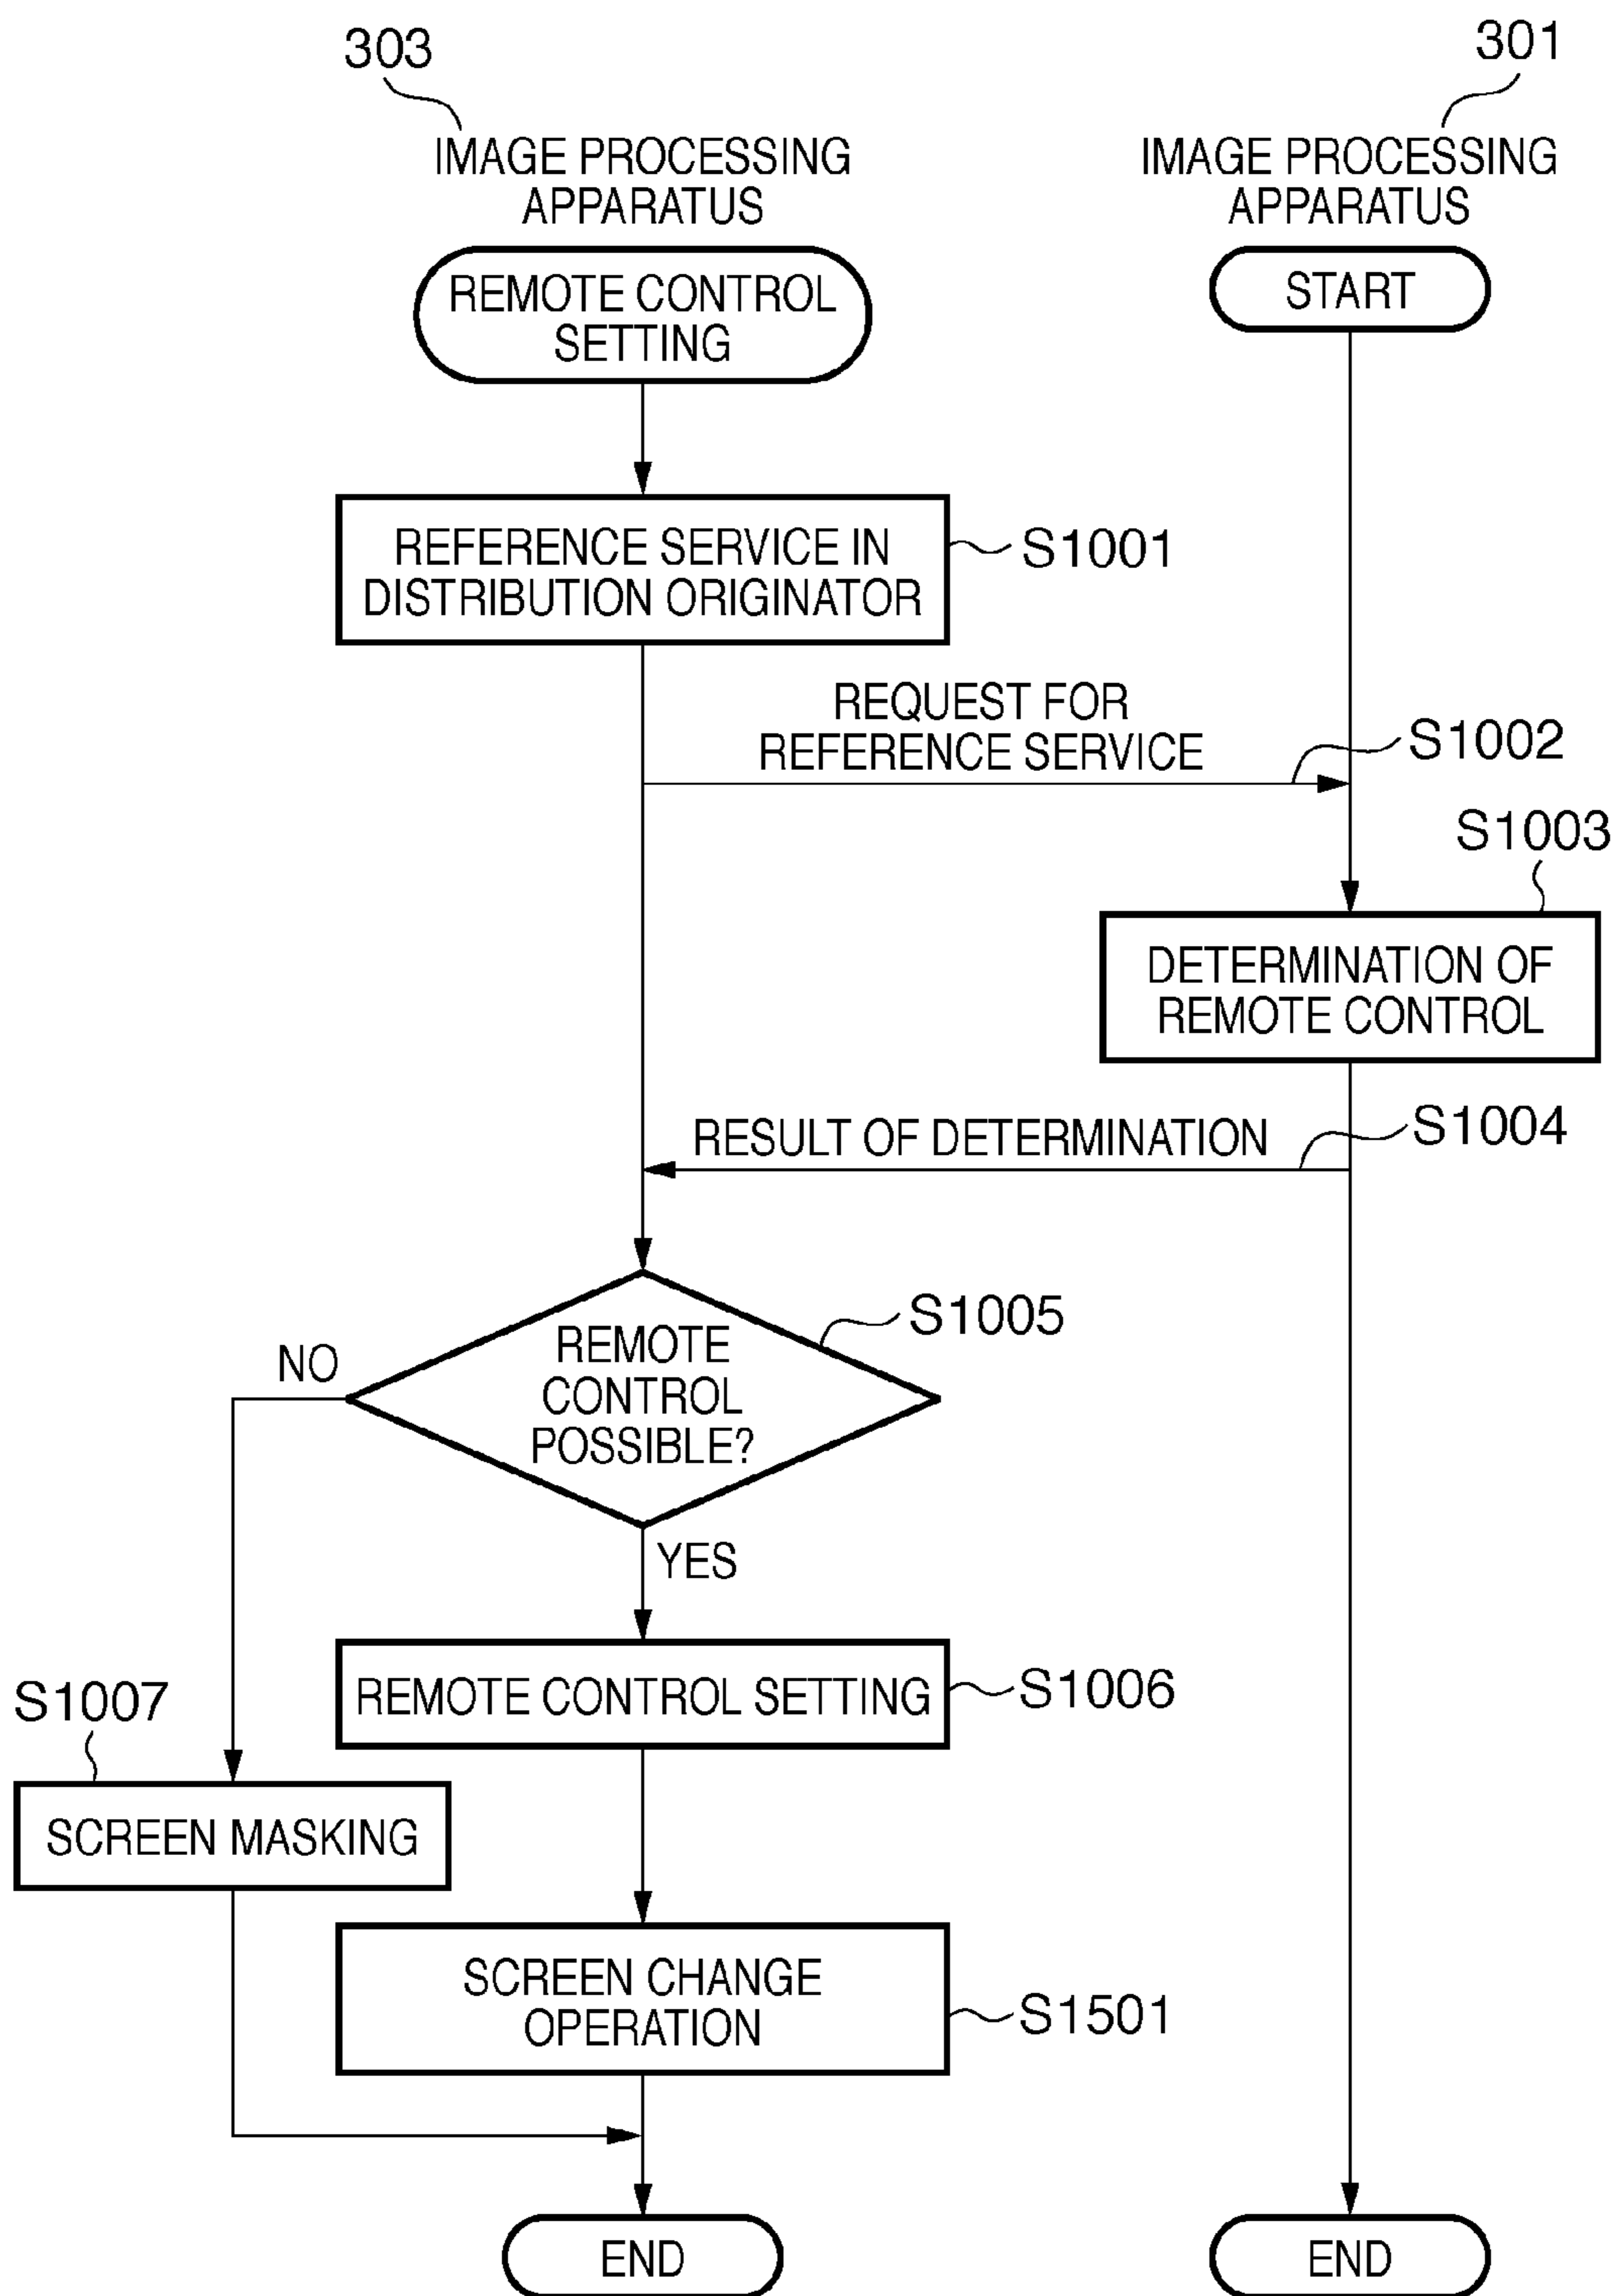 303
301
IMAGE PROCESSING
APPARATUS
IMAGE PROCESSING
APPARATUS
REMOTE CONTROL
SETTING
START
REFERENCE SERVICE IN
DISTRIBUTION ORIGINATOR
S1001
REQUEST FOR
REFERENCE SERVICE
S1002
S1003
DETERMINATION OF
REMOTE CONTROL
RESULT OF DETERMINATION
S1004
S1005
REMOTE
CONTROL
POSSIBLE?
NO
YES
REMOTE CONTROL SETTING
S1006
S1007
SCREEN MASKING
SCREEN CHANGE
OPERATION
S1501
END
END